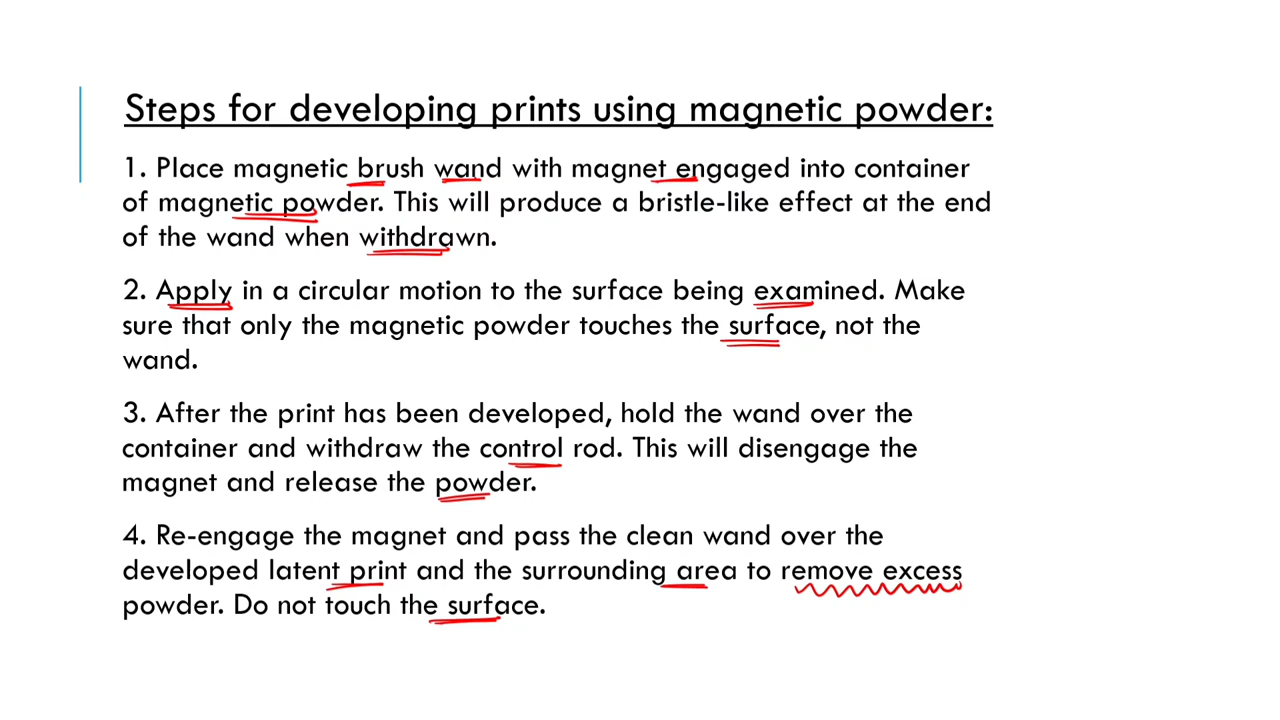 Steps for developing prints using magnetic powder:
1. Place magnetic brush wand with magnet engaged into container
of magnetic powder. This will produce a bristle-like effect at the end
of the wand when withdrawn.
2. Apply in a circular motion to the surface being examined. Make
sure that only the magnetic powder touches the surface, not the
wand.
3. After the print has been developed, hold the wand over the
container and withdraw the control rod. This will disengage the
magnet and release the powder.
4. Re-engage the magnet and pass the clean wand over the
developed latent print and the surrounding area to remove excess
powder. Do not touch the surface.